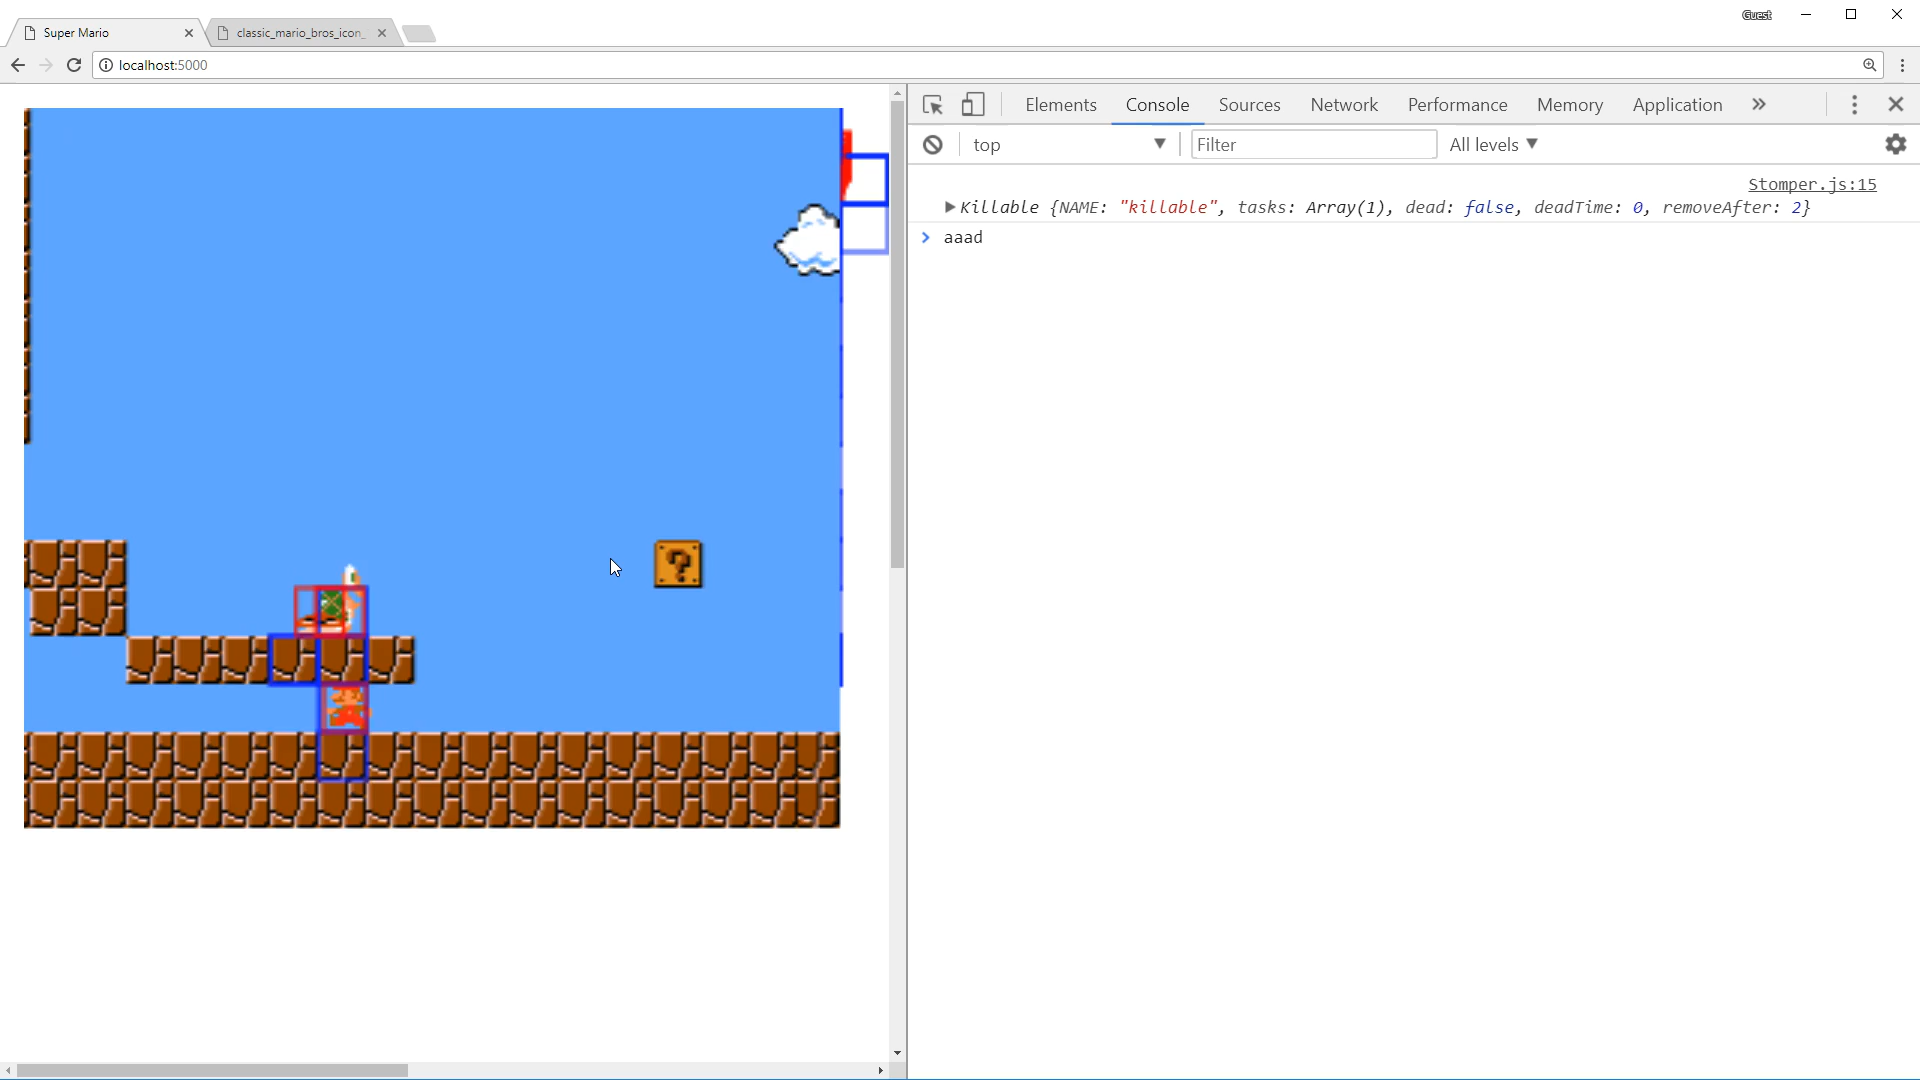 Guest
Super Mario
classic_mario_bros_icon_
localhost:5000
Elements Console Sources Network Performance Memory Application
top Filter All levels
Stomper.js:15
Killable {NAME: "killable", tasks: Array(1), dead: false, deadTime: 0, removeAfter: 2}
aaad
?